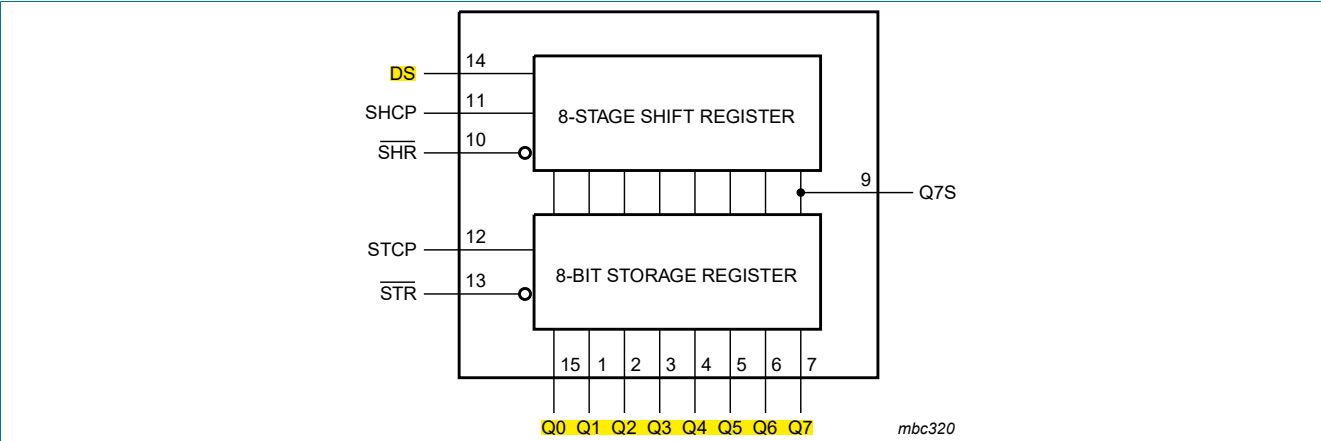 DS 14
SHCP 11
8-STAGE SHIFT REGISTER
SHR 10
9 Q7S
STCP 12
8-BIT STORAGE REGISTER
STR 13
15 1 2 3 4 5 6 7
Q0 Q1 Q2 Q3 Q4 Q5 Q6 Q7
mbc320